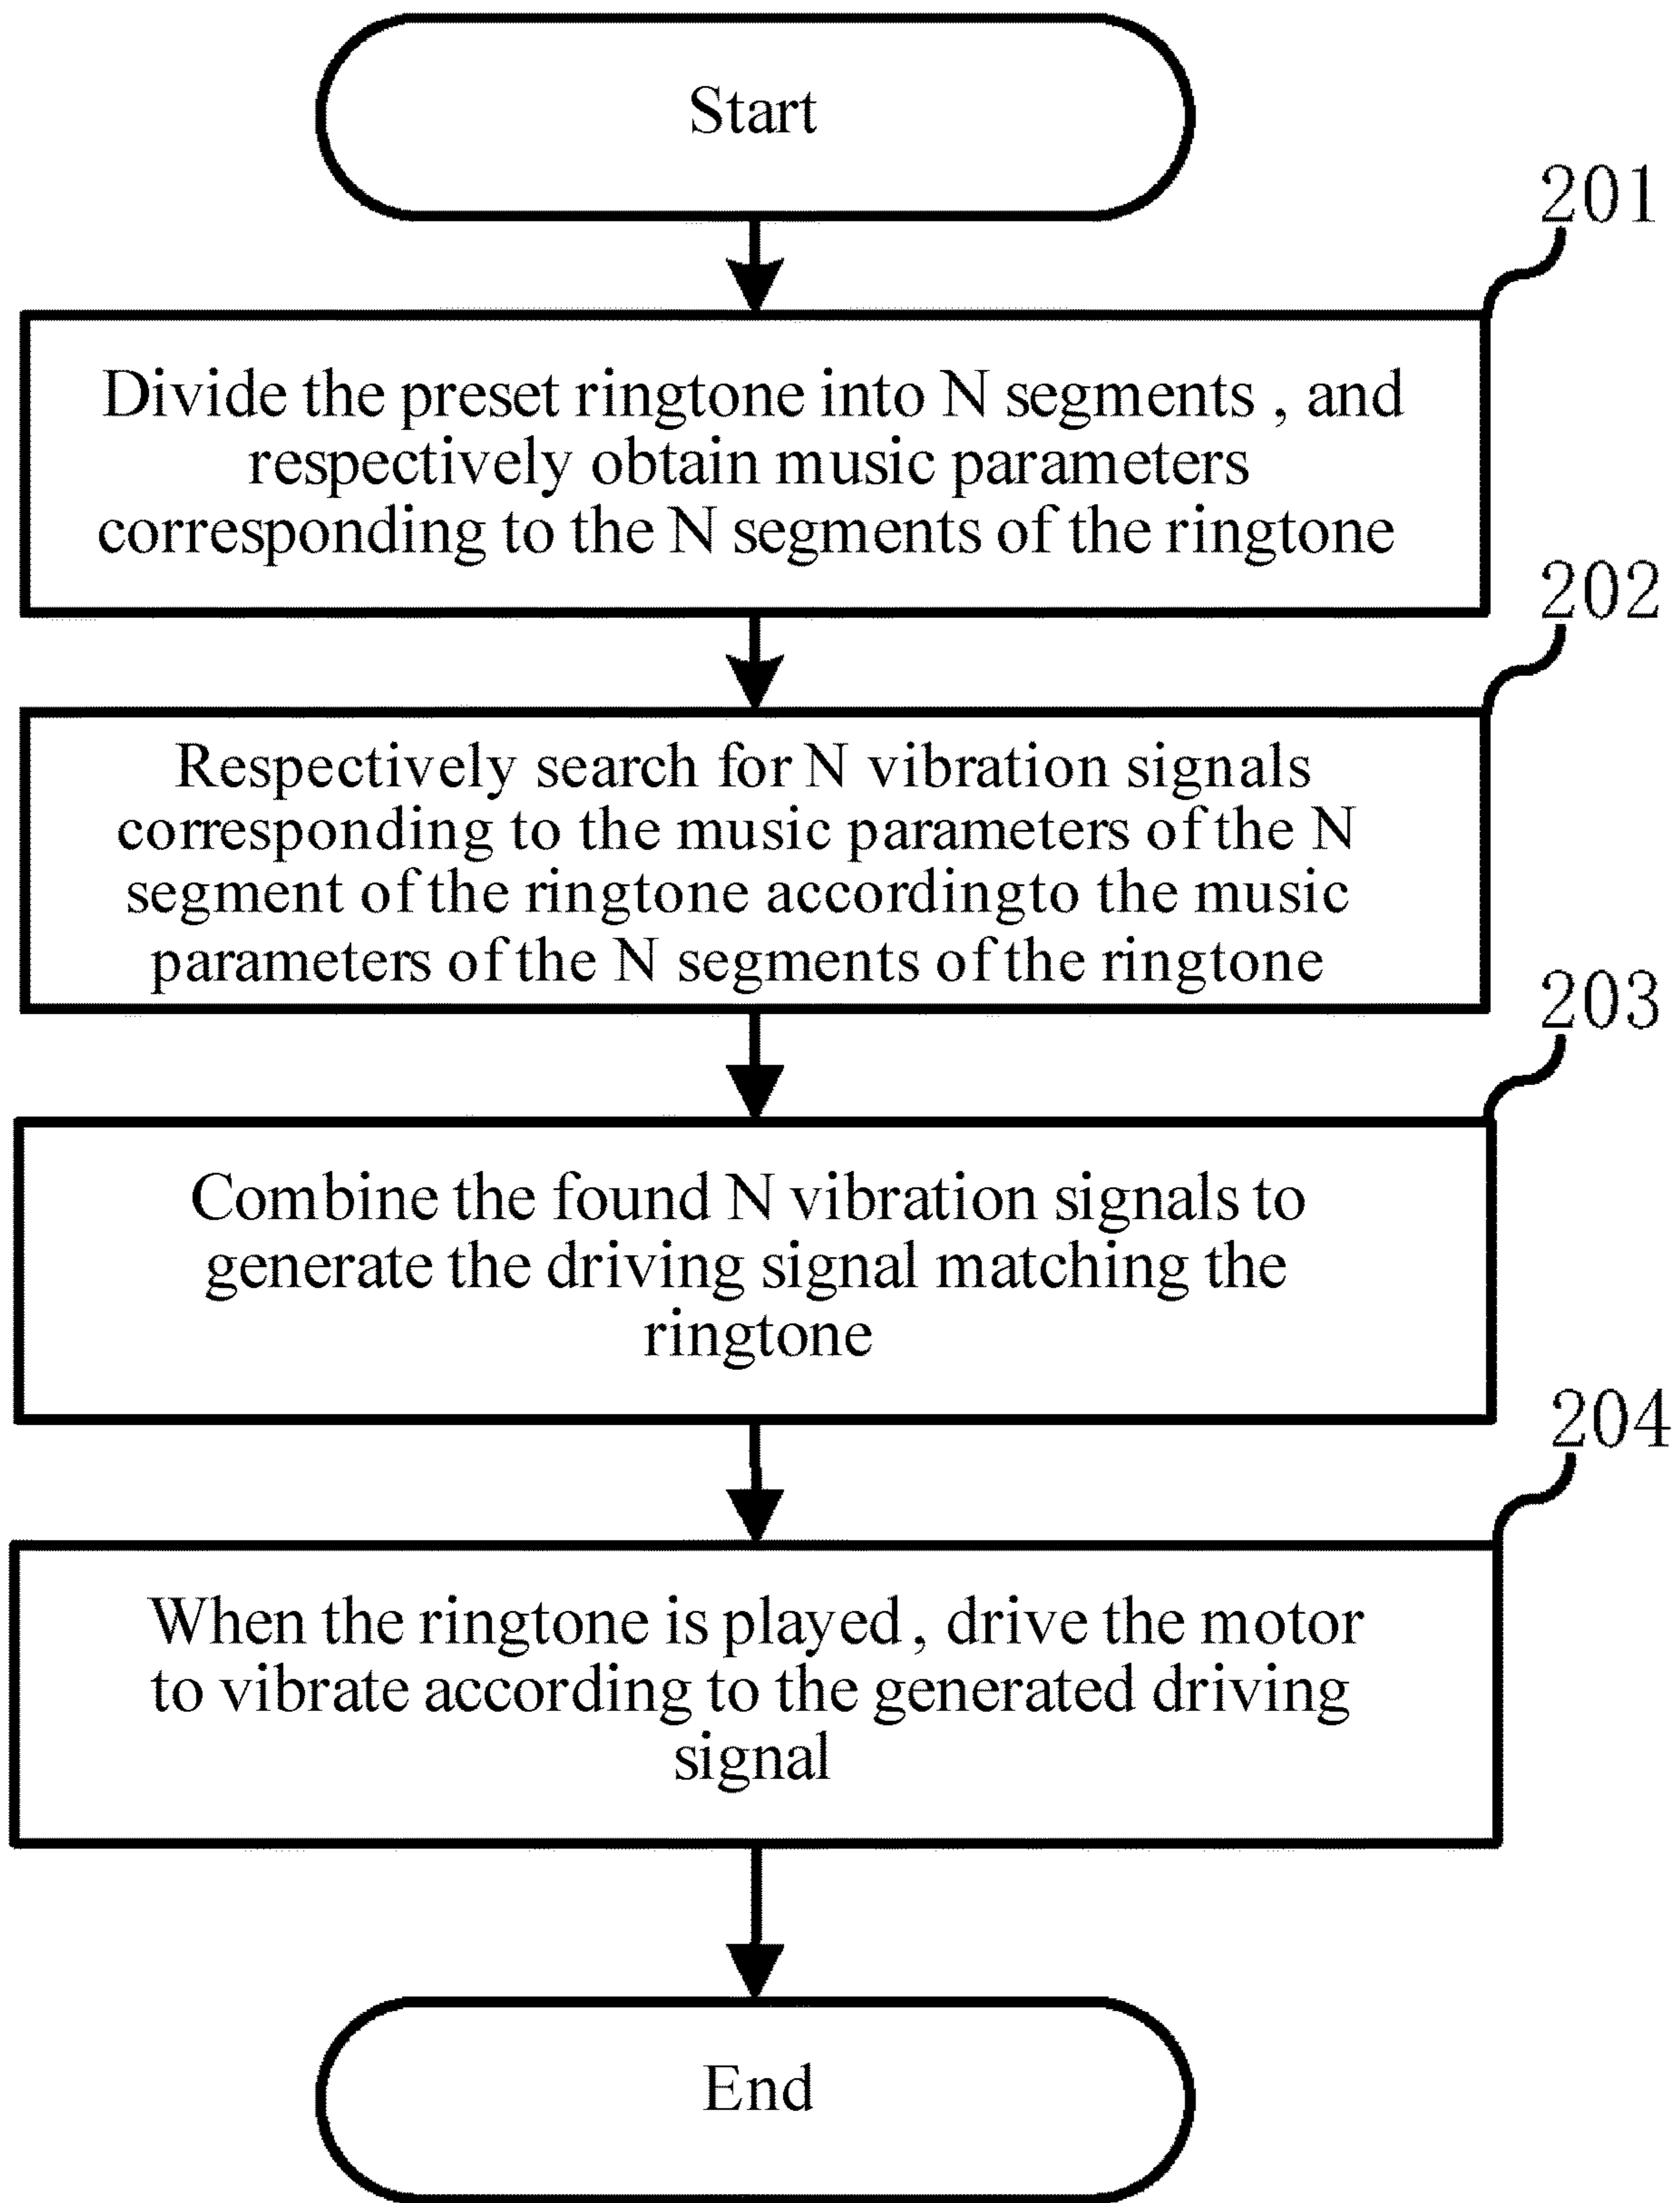 Start
201
Divide the preset ringtone into N segments , and
respectively obtain music parameters
corresponding to the N segments of the ringtone
202
Respectively search for N vibration signals
corresponding to the music parameters of the N
segment of the ringtone accordingto the music
parameters of the N segments of the ringtone
203
Combine the found N vibration signals to
generate the driving signal matching the
ringtone
204
When the ringtone is played, drive the motor
to vibrate according to the generated driving
signal
End